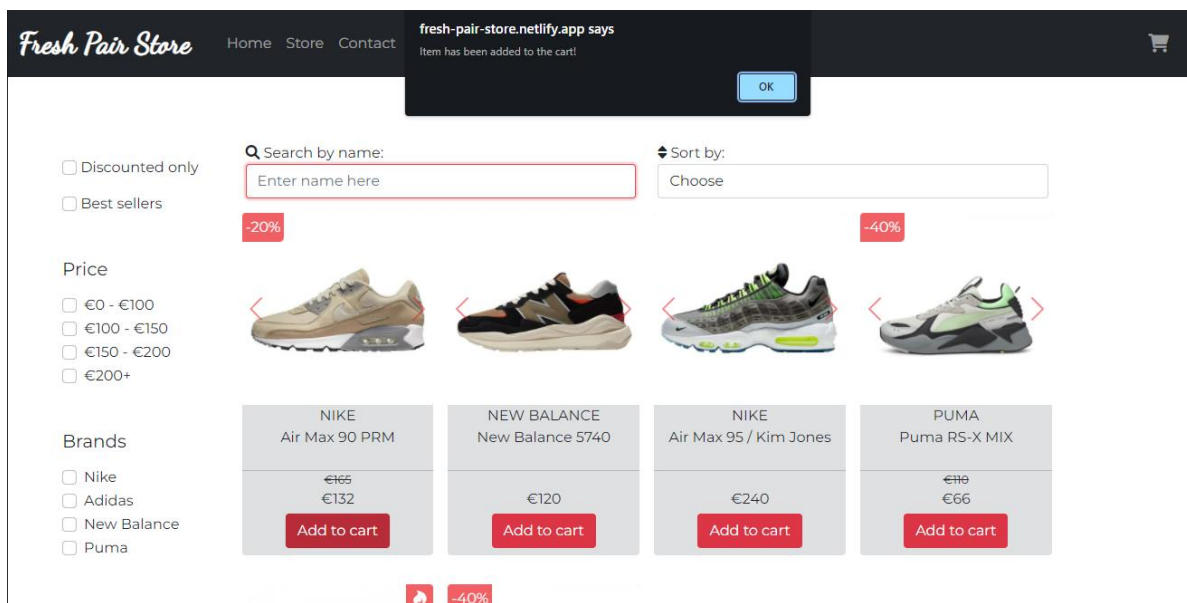 Fresh Pair Store
Home Store Contact
fresh-pair-store.netlify.app says
Item has been added to the cart!
OK
Discounted only
Best sellers
Price
€0 - €100
€100 - €150
€150 - €200
€200+
Brands
Nike
Adidas
New Balance
Puma
Search by name:
Enter name here
Sort by:
Choose
-20%
NIKE
Air Max 90 PRM
€165
€132
Add to cart
NEW BALANCE
New Balance 5740
€120
Add to cart
NIKE
Air Max 95 / Kim Jones
€240
Add to cart
-40%
PUMA
Puma RS-X MIX
€110
€66
Add to cart
-40%